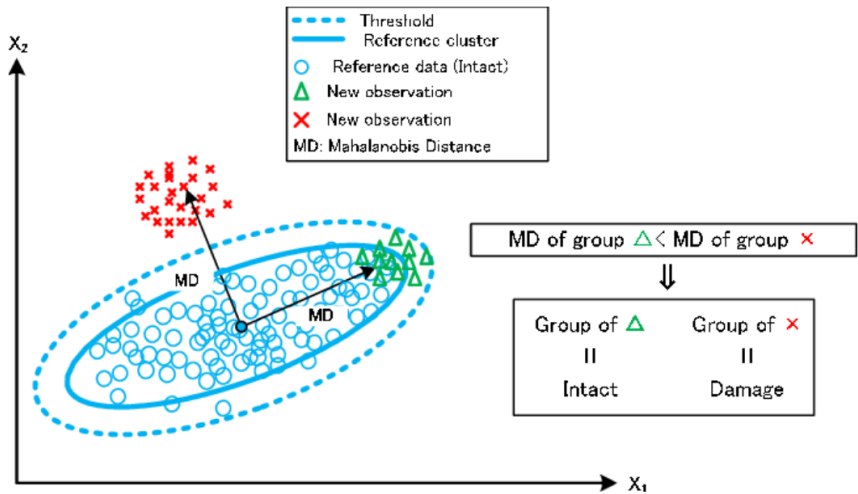 X2
Threshold
Reference cluster
Reference data (Intact)
New observation
New observation
MD: Mahalanobis Distance
MD
MD
MD of group △< MD of group ×
⇓
Group of △ Group of ×
= =
Intact Damage
X1